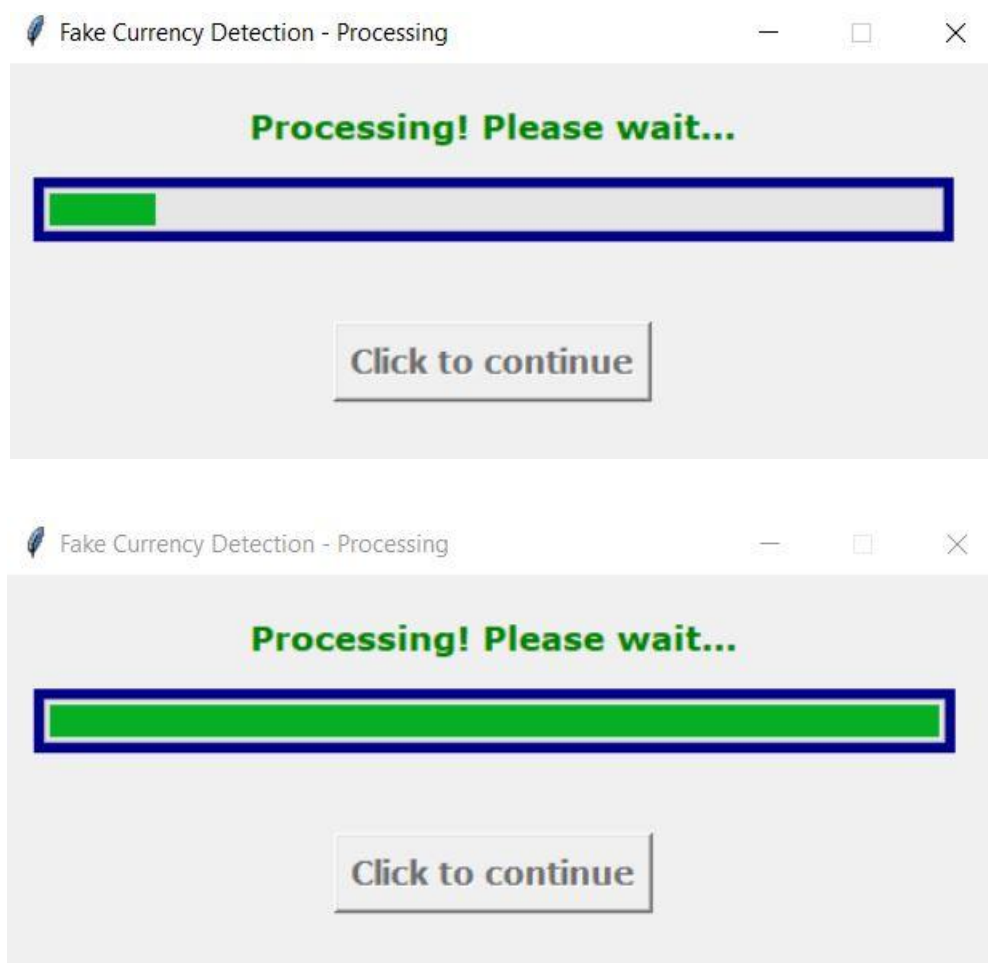 Fake Currency Detection - Processing
Processing! Please wait...
Click to continue
Fake Currency Detection - Processing
Processing! Please wait...
Click to continue